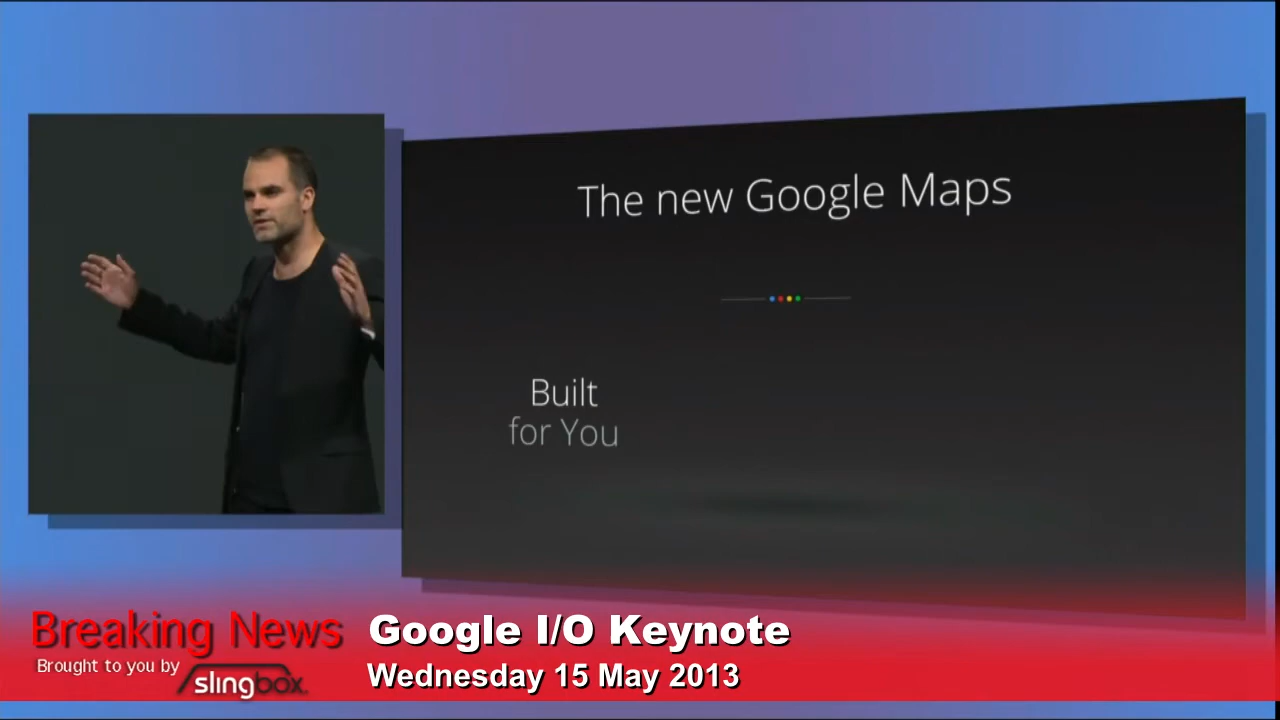 The new Google Maps
Built
for You
Breaking News
Brought to you by
slingbox.
Google I/O Keynote
Wednesday 15 May 2013